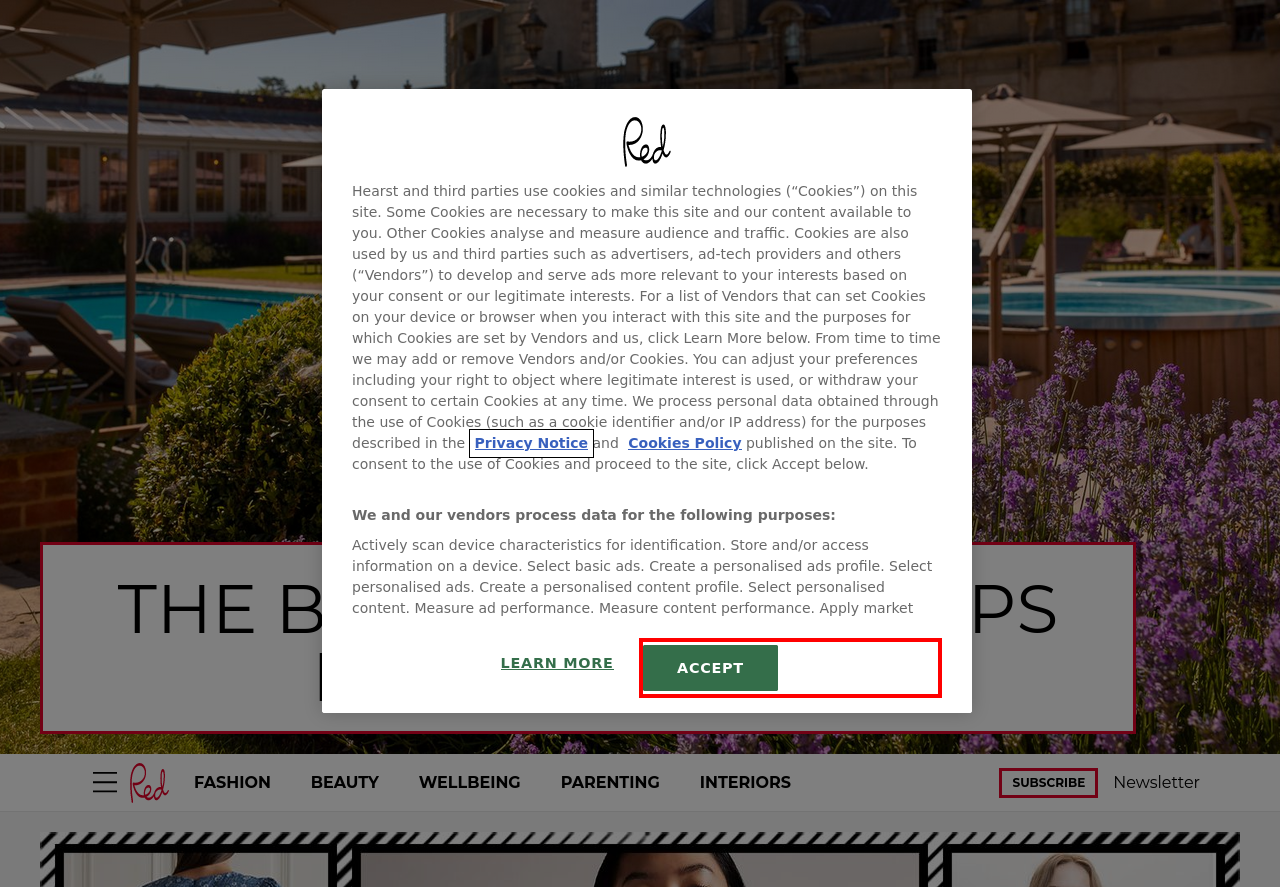 Red
Hearst and third parties use cookies and similar technologies (“Cookies”) on this
site. Some Cookies are necessary to make this site and our content available to
you. Other Cookies analyse and measure audience and traffic. Cookies are also
used by us and third parties such as advertisers, ad-tech providers and others
(“Vendors”) to develop and serve ads more relevant to your interests based on
your consent or our legitimate interests. For a list of Vendors that can set Cookies
on your device or browser when you interact with this site and the purposes for
which Cookies are set by Vendors and us, click Learn More below. From time to time
we may add or remove Vendors and/or Cookies. You can adjust your preferences
including your right to object where legitimate interest is used, or withdraw your
consent to certain Cookies at any time. We process personal data obtained through
the use of Cookies (such as a cookie identifier and/or IP address) for the purposes
described in the Privacy Notice and Cookies Policy published on the site. To
consent to the use of Cookies and proceed to the site, click Accept below.
We and our vendors process data for the following purposes:
Actively scan device characteristics for identification. Store and/or access
information on a device. Select basic ads. Create a personalised ads profile. Select
personalised ads. Create a personalised content profile. Select personalised
content. Measure ad performance. Measure content performance. Apply market
THE
LEARN MORE ACCEPT
Red FASHION BEAUTY WELLBEING PARENTING INTERIORS SUBSCRIBE Newsletter